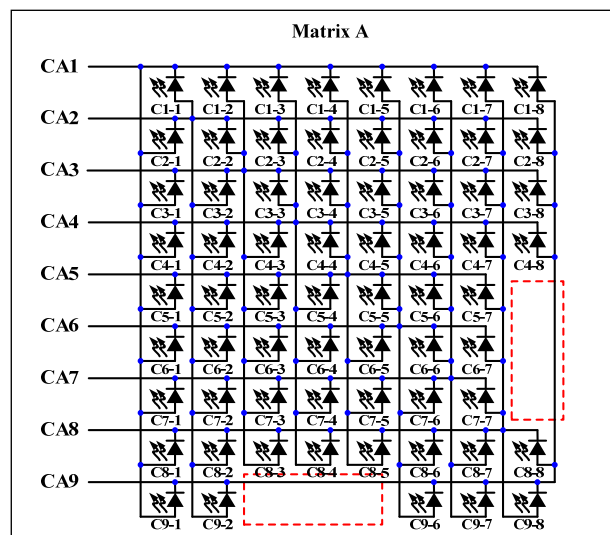 Matrix A
CA1
C1-1 C1-2 C1-3 C1-4 C1-5 C1-6 C1-7 C1-8
CA2
C2-1 C2-2 C2-3 C2-4 C2-5 C2-6 C2-7 C2-8
CA3
C3-1 C3-2 C3-3 C3-4 C3-5 C3-6 C3-7 C3-8
CA4
C4-1 C4-2 C4-3 C4-4 C4-5 C4-6 C4-7 C4-8
CA5
C5-1 C5-2 C5-3 C5-4 C5-5 C5-6 C5-7
CA6
C6-1 C6-2 C6-3 C6-4 C6-5 C6-6 C6-7
CA7
C7-1 C7-2 C7-3 C7-4 C7-5 C7-6 C7-7
CA8
C8-1 C8-2 C8-3 C8-4 C8-5 C8-6 C8-7 C8-8
CA9
C9-1 C9-2 C9-6 C9-7 C9-8